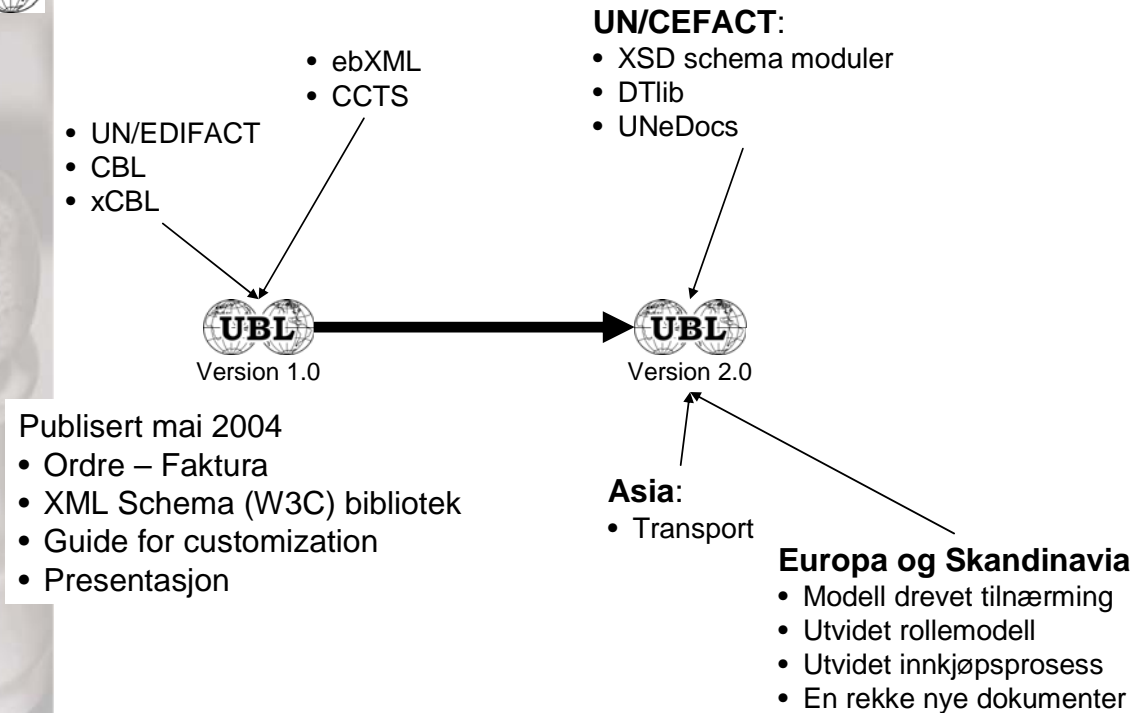 UN/CEFACT:
• XSD schema moduler
• DTlib
• UNeDocs
• ebXML
• CCTS
• UN/EDIFACT
• CBL
• xCBL
UBL
Version 1.0
UBL
Version 2.0
Publisert mai 2004
• Ordre – Faktura
• XML Schema (W3C) bibliotek
• Guide for customization
• Presentasjon
Asia:
• Transport
Europa og Skandinavia
• Modell drevet tilnærming
• Utvidet rollemodell
• Utvidet innkjøpsprosess
• En rekke nye dokumenter